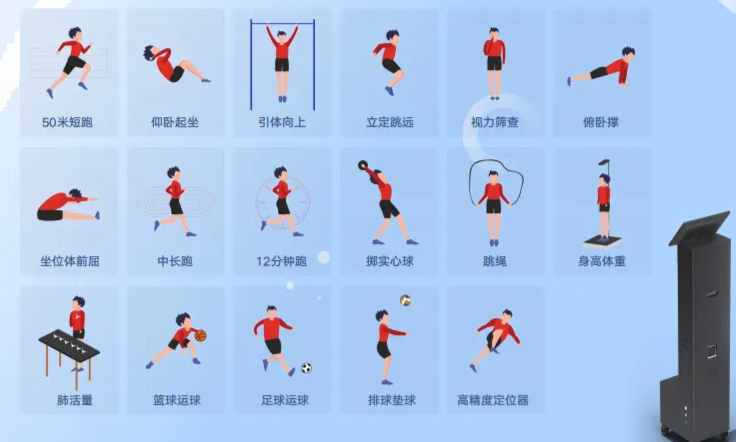 50米短跑
仰卧起坐
引体向上
立定跳远
视力筛查
俯卧撑
坐位体前屈
中长跑
12分钟跑
掷实心球
跳绳
身高体重
肺活量
篮球运球
足球运球
排球垫球
高精度定位器